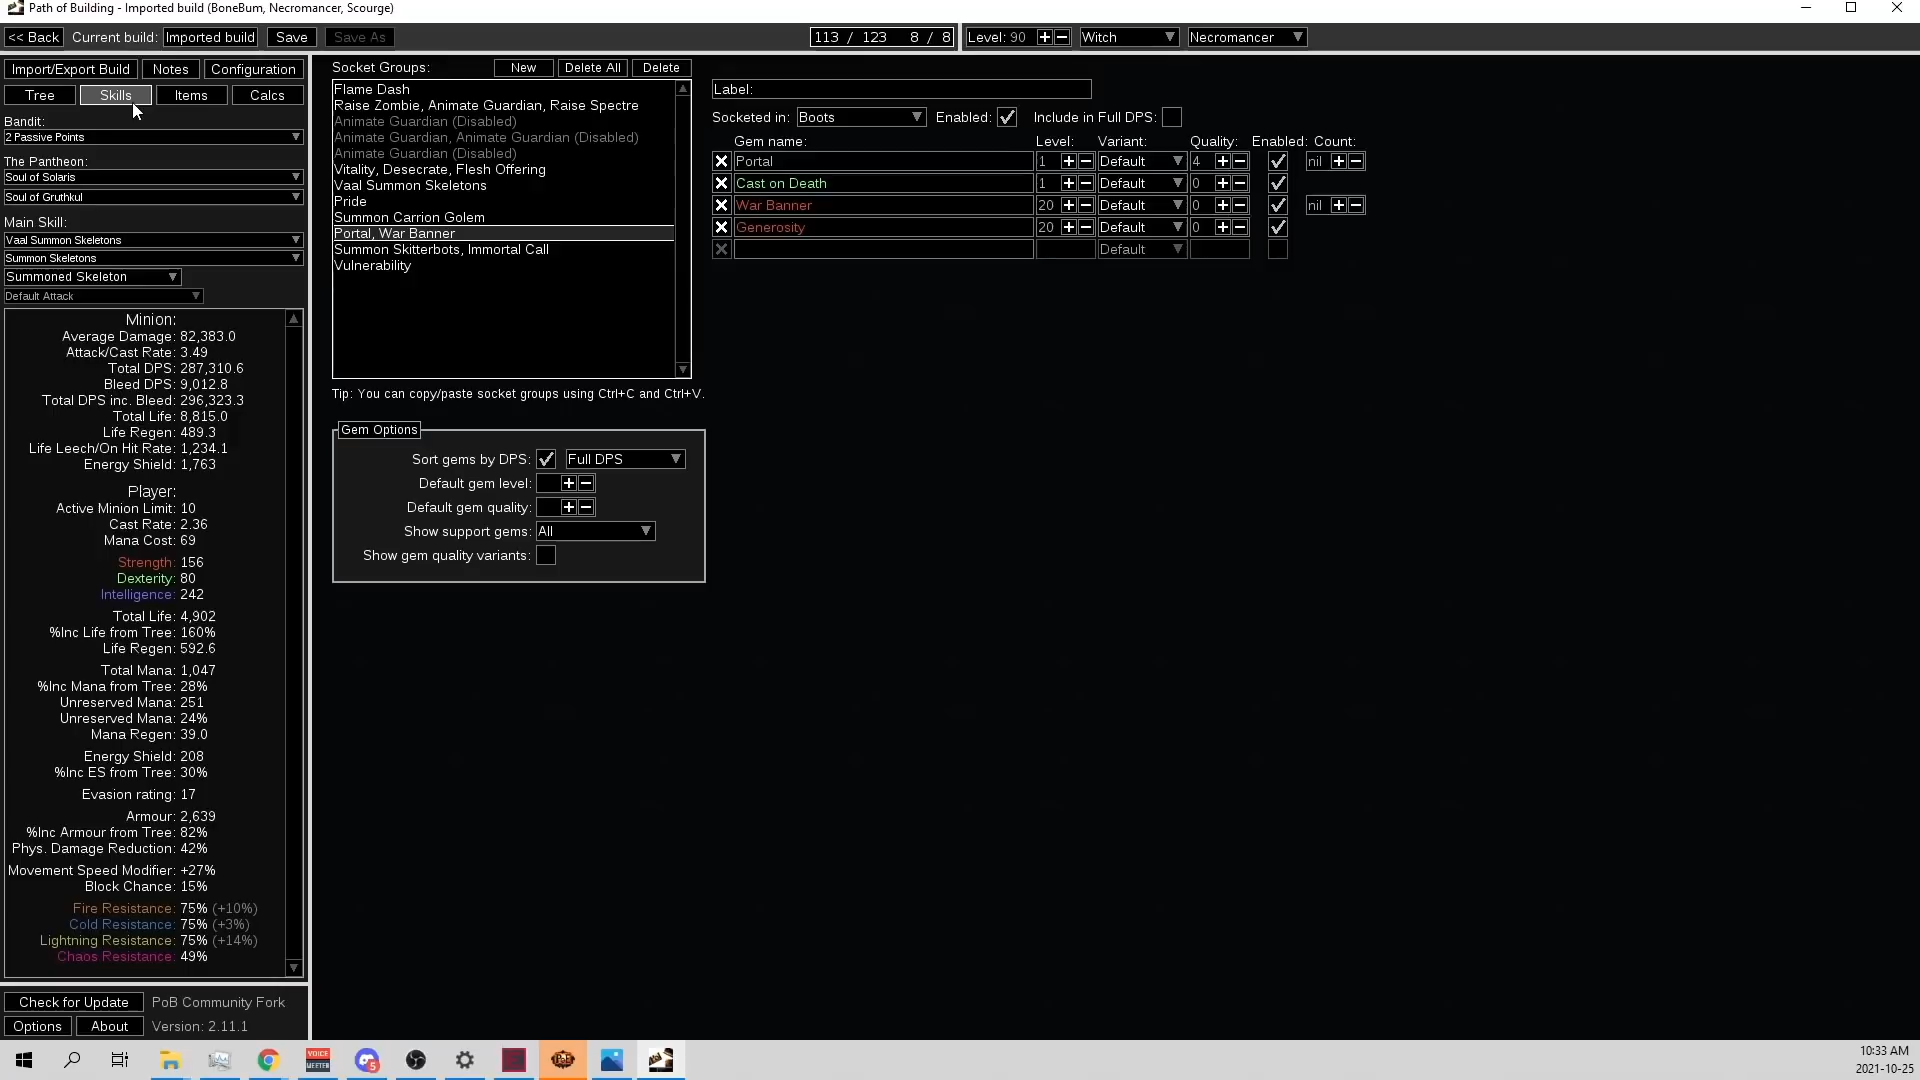 Path of Building - Imported build (BoneBum, Necromancer, Scourge)
<< Back Current build: Imported build Save Save As 113 / 123 8 / 8 Level: 90 Witch Necromancer
Import/Export Build Notes Configuration
Tree Skills Items Calcs
Bandit:
2 Passive Points
The Pantheon:
Soul of Solaris
Soul of Gruthkul
Main Skill:
Vaal Summon Skeletons
Summon Skeletons
Summoned Skeleton
Default Attack
Minion:
Average Damage: 82,383.0
Attack/Cast Rate: 3.49
Total DPS: 287,310.6
Bleed DPS: 9,012.8
Total DPS inc. Bleed: 296,323.3
Total Life: 8,815.0
Life Regen: 489.3
Life Leech/On Hit Rate: 1,234.1
Energy Shield: 1,763
Player:
Active Minion Limit: 10
Cast Rate: 2.36
Mana Cost: 69
Strength: 156
Dexterity: 80
Intelligence: 242
Total Life: 4,902
%Inc Life from Tree: 160%
Life Regen: 592.6
Total Mana: 1,047
%Inc Mana from Tree: 28%
Unreserved Mana: 251
Unreserved Mana: 24%
Mana Regen: 39.0
Energy Shield: 208
%Inc ES from Tree: 30%
Evasion rating: 17
Armour: 2,639
%Inc Armour from Tree: 82%
Phys. Damage Reduction: 42%
Movement Speed Modifier: +27%
Block Chance: 15%
Fire Resistance: 75% (+10%)
Cold Resistance: 75% (+3%)
Lightning Resistance: 75% (+14%)
Chaos Resistance: 49%
Check for Update PoB Community Fork
Options About Version: 2.11.1
Socket Groups: New Delete All Delete
Flame Dash
Raise Zombie, Animate Guardian, Raise Spectre
Animate Guardian (Disabled)
Animate Guardian, Animate Guardian (Disabled)
Animate Guardian (Disabled)
Vitality, Desecrate, Flesh Offering
Vaal Summon Skeletons
Pride
Summon Carrion Golem
Portal, War Banner
Summon Skitterbots, Immortal Call
Vulnerability
Tip: You can copy/paste socket groups using Ctrl+C and Ctrl+V.
Gem Options
Sort gems by DPS: Full DPS
Default gem level:
Default gem quality:
Show support gems: All
Show gem quality variants:
Label:
Socketed in: Boots Enabled: Include in Full DPS:
Gem name: Level: Variant: Quality: Enabled: Count:
Portal 1 Default 4 nil
Cast on Death 1 Default 0
War Banner 20 Default 0 nil
Generosity 20 Default 0
Default
VOICE
MEETER
5
10:33 AM
2021-10-25